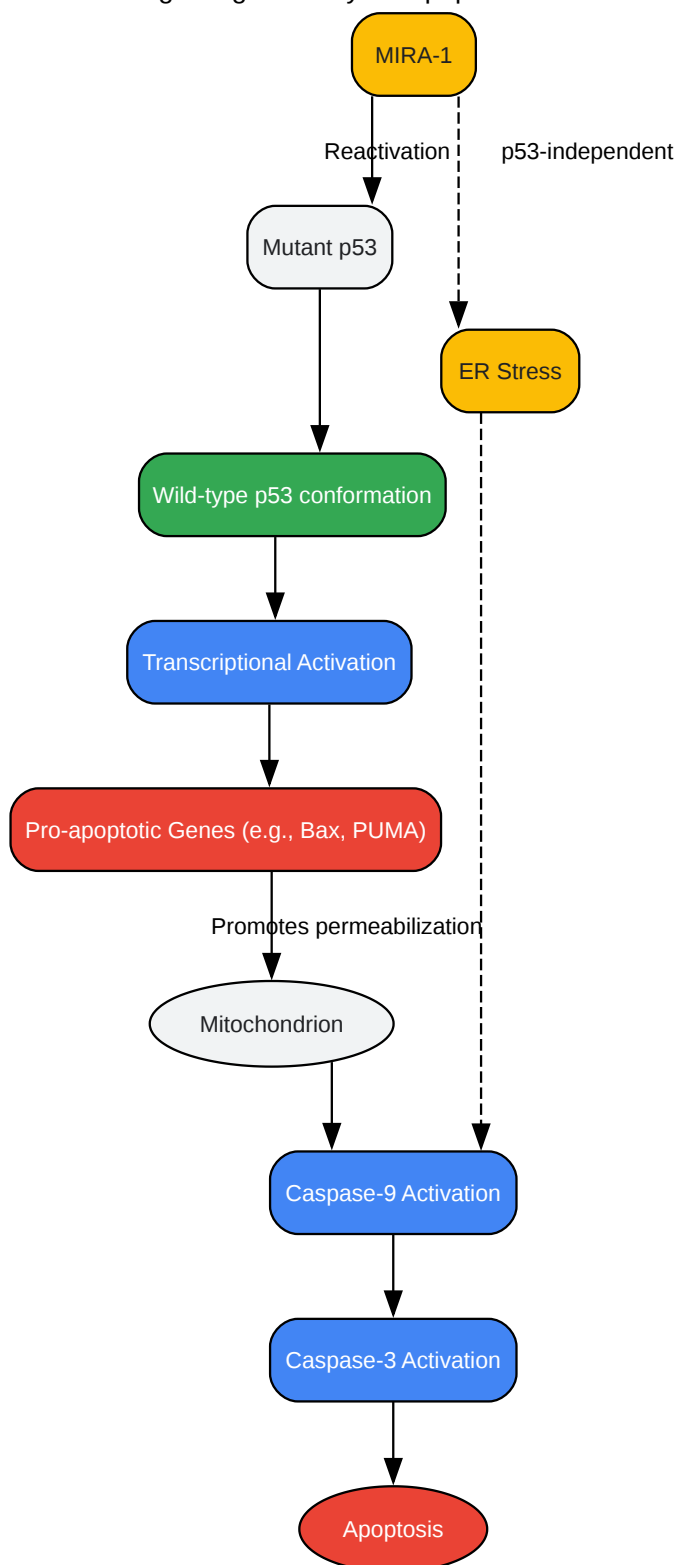 MIRA-1
Reactivation
p53-independent
Mutant p53
ER Stress
Wild-type p53 conformation
Transcriptional Activation
Pro-apoptotic Genes (e.g., Bax, PUMA)
Promotes permeabilization
Mitochondrion
Caspase-9 Activation
Caspase-3 Activation
Apoptosis